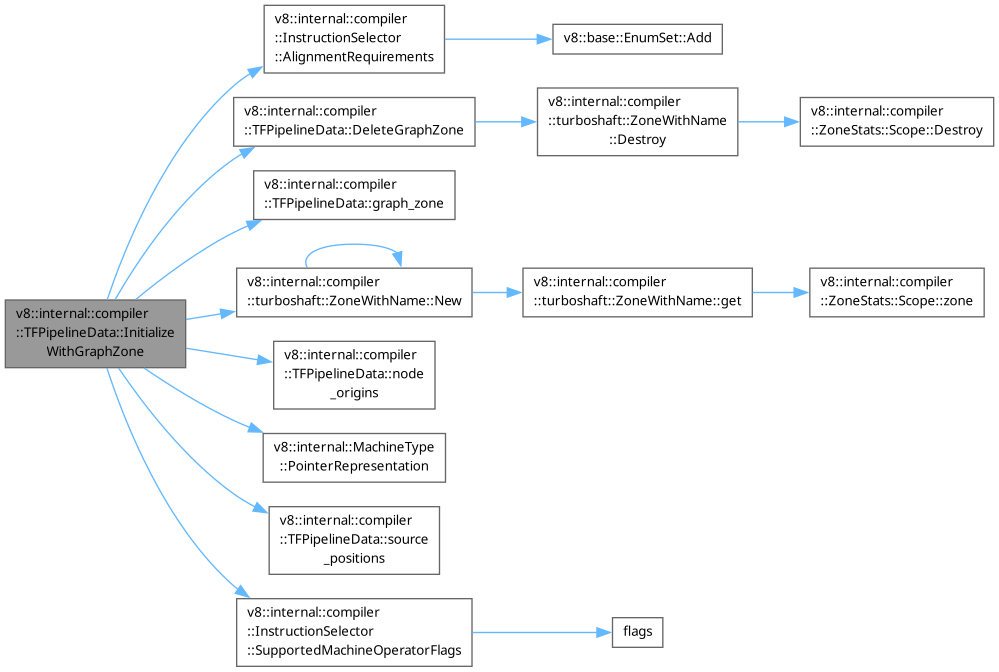 v8::internal::compiler
::InstructionSelector
::AlignmentRequirements
v8::base::EnumSet::Add
v8::internal::compiler
::TFPipelineData::DeleteGraphZone
v8::internal::compiler
::turboshaft::ZoneWithName
::Destroy
v8::internal::compiler
::ZoneStats::Scope::Destroy
v8::internal::compiler
::TFPipelineData::graph_zone
v8::internal::compiler
::turboshaft::ZoneWithName::New
v8::internal::compiler
::turboshaft::ZoneWithName::get
v8::internal::compiler
::ZoneStats::Scope::zone
v8::internal::compiler
::TFPipelineData::Initialize
WithGraphZone
v8::internal::compiler
::TFPipelineData::node
_origins
v8::internal::MachineType
::PointerRepresentation
v8::internal::compiler
::TFPipelineData::source
_positions
v8::internal::compiler
::InstructionSelector
::SupportedMachineOperatorFlags
flags